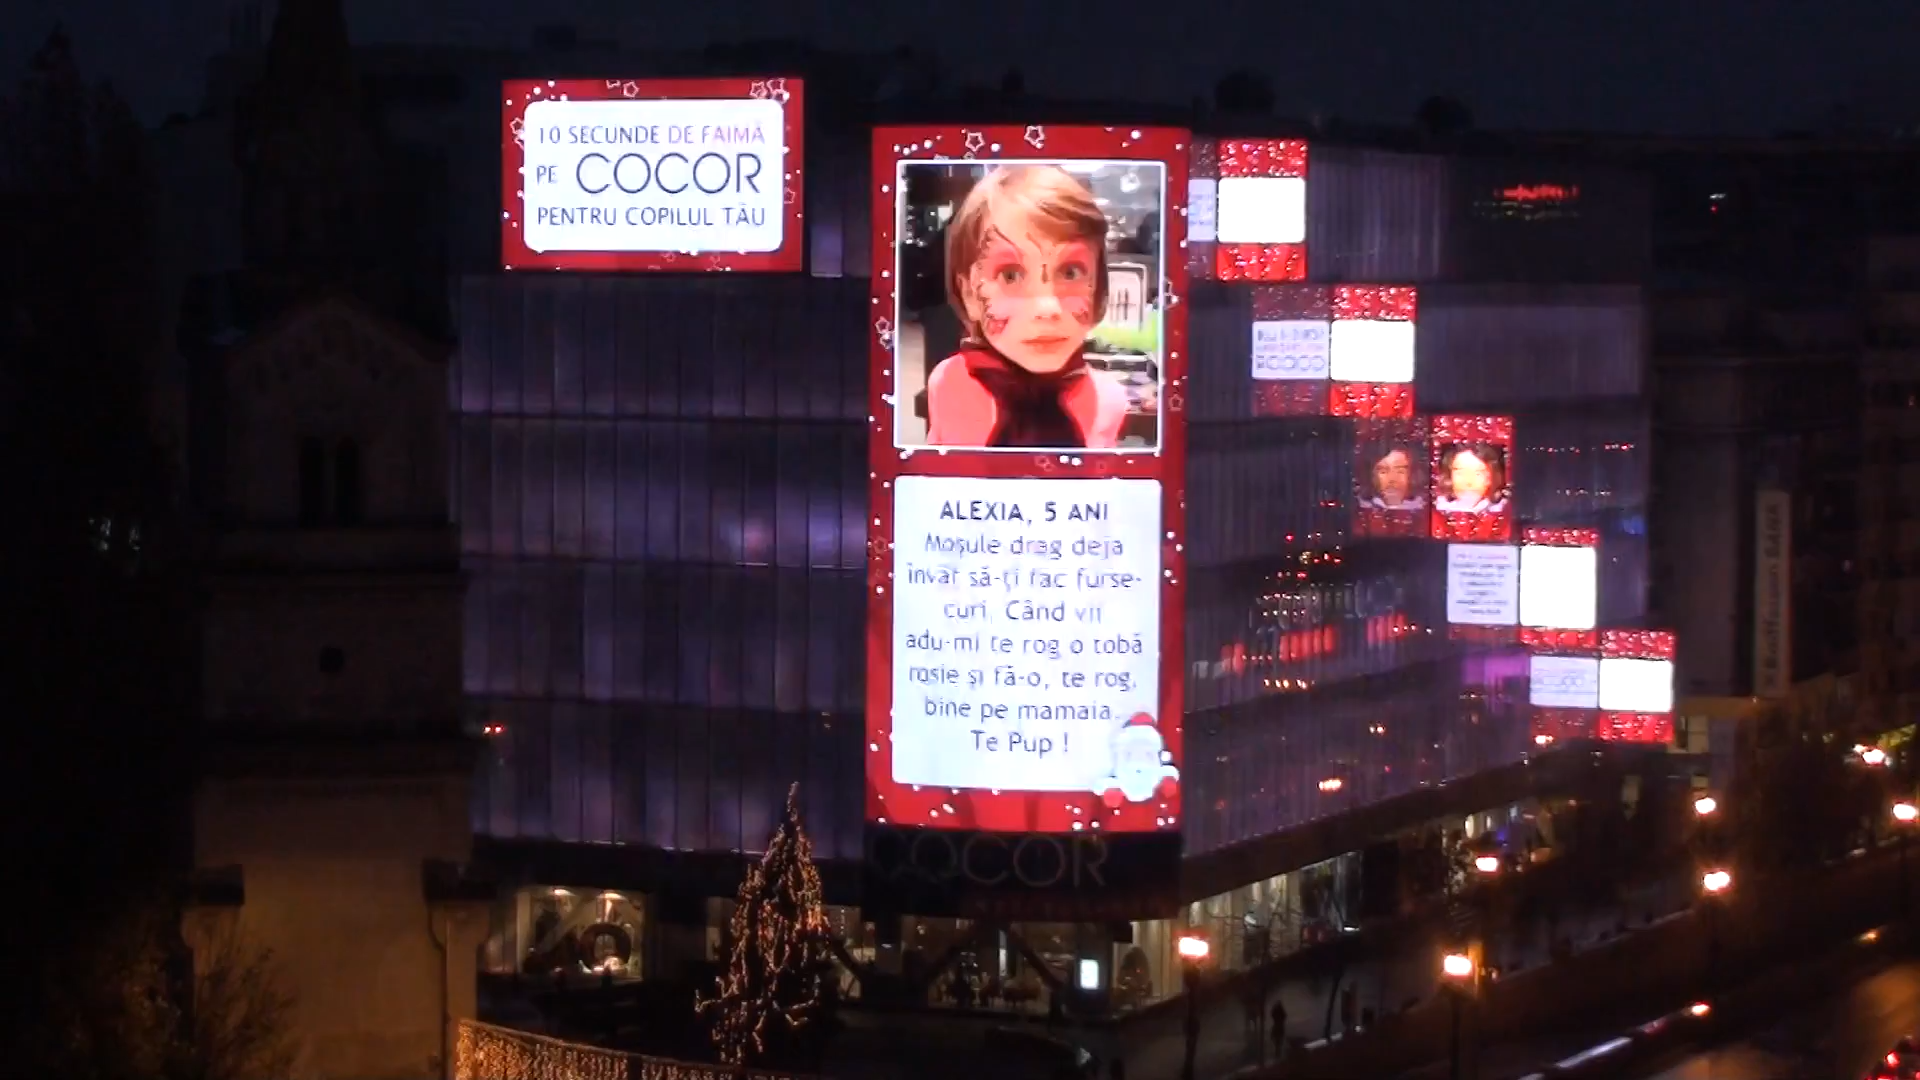 10 SECUNDE DE FAIMĂ
PE COCOR
PENTRU COPILUL TĂU
ALEXIA, 5 ANI
Moșule drag deja
învăț să-ți fac furse-
curi. Când vii
adu-mi te rog o tobă
roșie și fă-o, te rog,
bine pe mamaia.
Te Pup !
COCOR